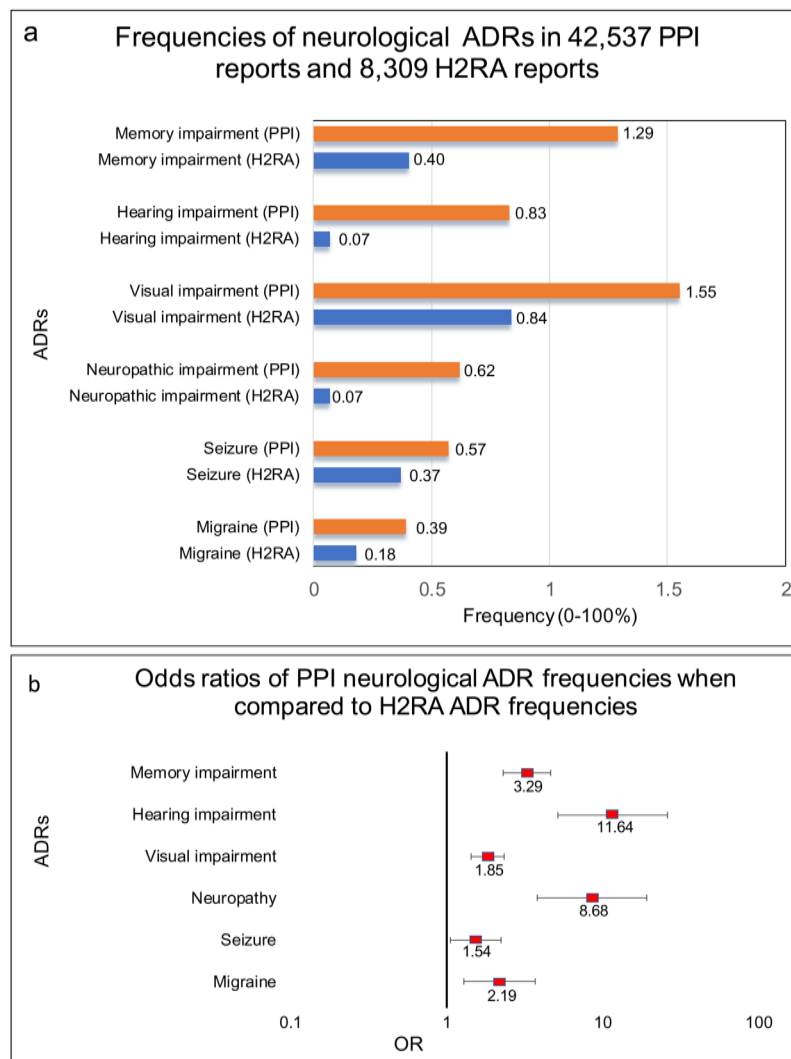 a
Frequencies of neurological ADRs in 42,537 PPI
reports and 8,309 H2RA reports
ADRs
Memory impairment (PPI)
1.29
Memory impairment (H2RA)
0.40
Hearing impairment (PPI)
0.83
Hearing impairment (H2RA)
0.07
Visual impairment (PPI)
1.55
Visual impairment (H2RA)
0.84
Neuropathic impairment (PPI)
0.62
Neuropathic impairment (H2RA)
0.07
Seizure (PPI)
0.57
Seizure (H2RA)
0.37
Migraine (PPI)
0.39
Migraine (H2RA)
0.18
0 0.5 1 1.5 2
Frequency (0-100%)
b
Odds ratios of PPI neurological ADR frequencies when
compared to H2RA ADR frequencies
ADRs
Memory impairment
3.29
Hearing impairment
11.64
Visual impairment
1.85
Neuropathy
8.68
Seizure
1.54
Migraine
2.19
0.1 1 10 100
OR